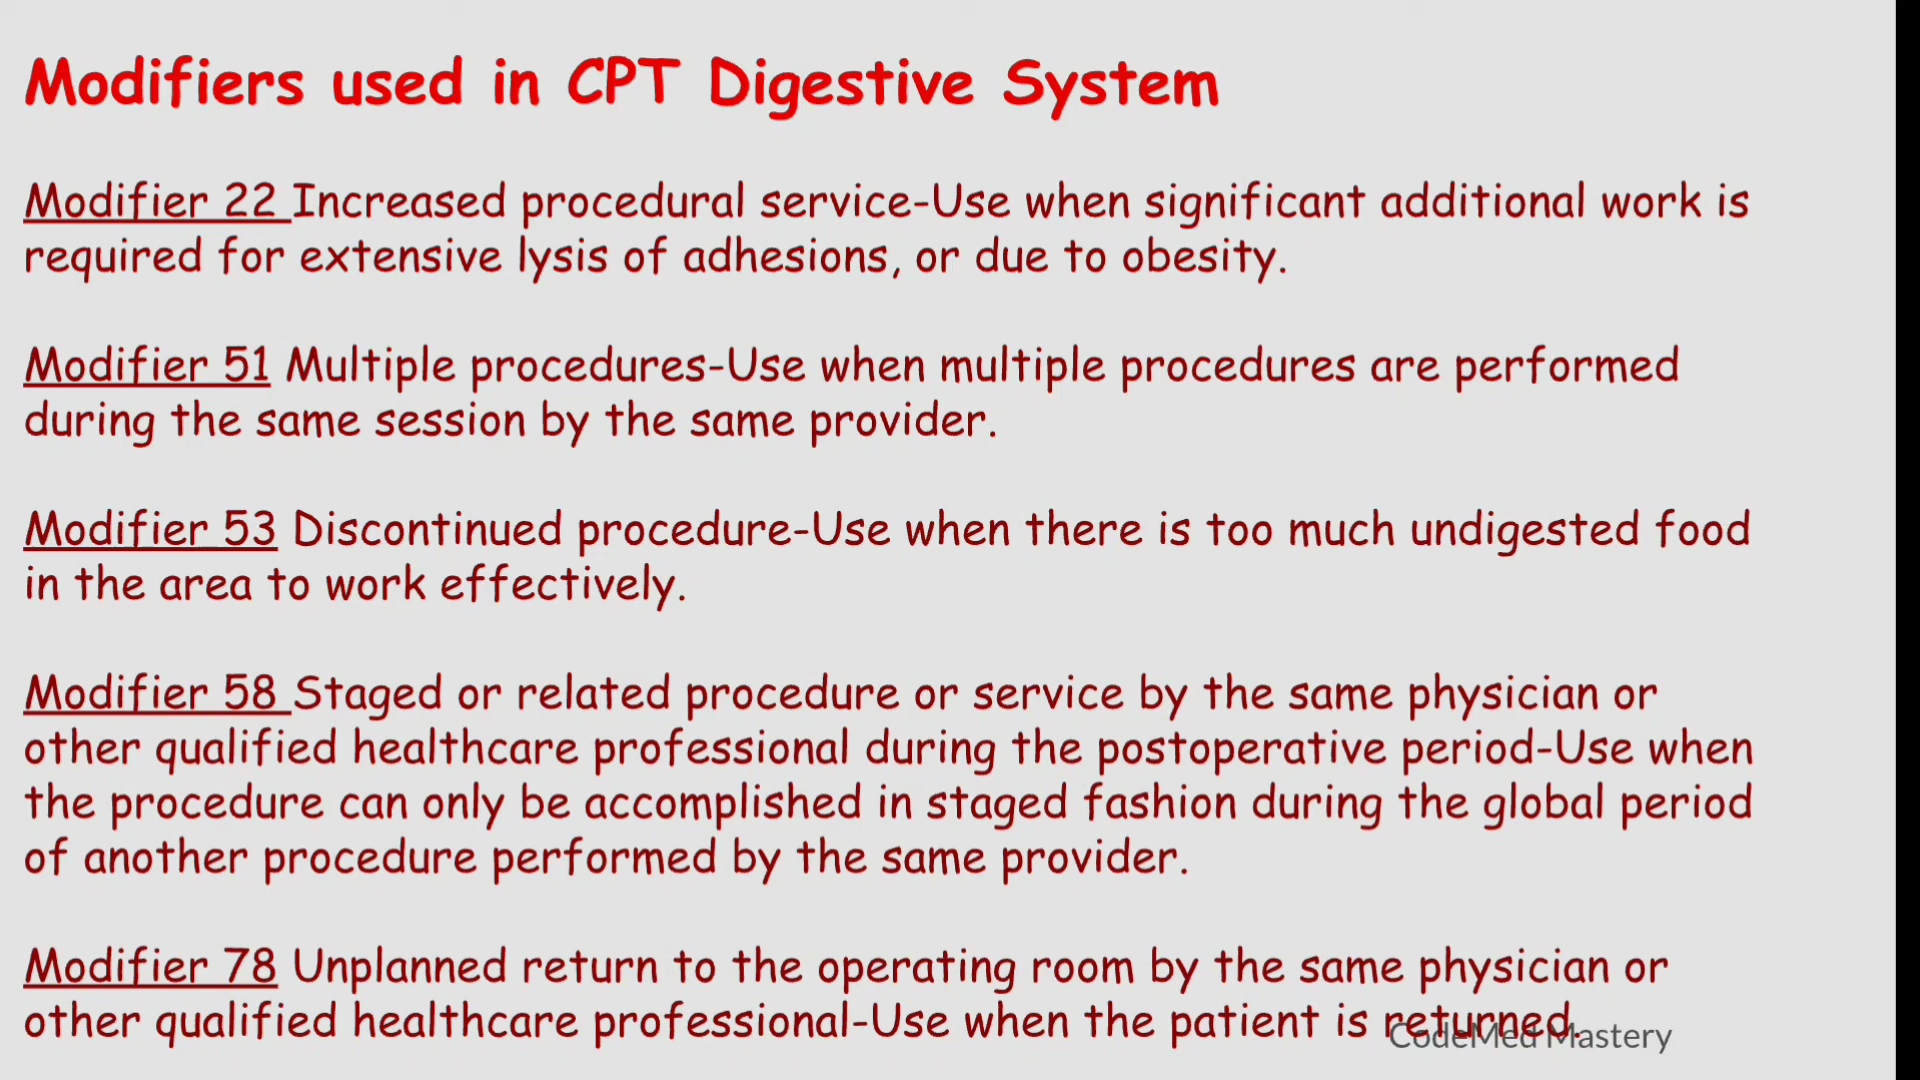 Modifiers used in CPT Digestive System
Modifier 22 Increased procedural service-Use when significant additional work is
required for extensive lysis of adhesions, or due to obesity.
Modifier 51 Multiple procedures-Use when multiple procedures are performed
during the same session by the same provider.
Modifier 53 Discontinued procedure-Use when there is too much undigested food
in the area to work effectively.
Modifier 58 Staged or related procedure or service by the same physician or
other qualified healthcare professional during the postoperative period-Use when
the procedure can only be accomplished in staged fashion during the global period
of another procedure performed by the same provider.
Modifier 78 Unplanned return to the operating room by the same physician or
other qualified healthcare professional-Use when the patient is returned.
CodeMed Mastery